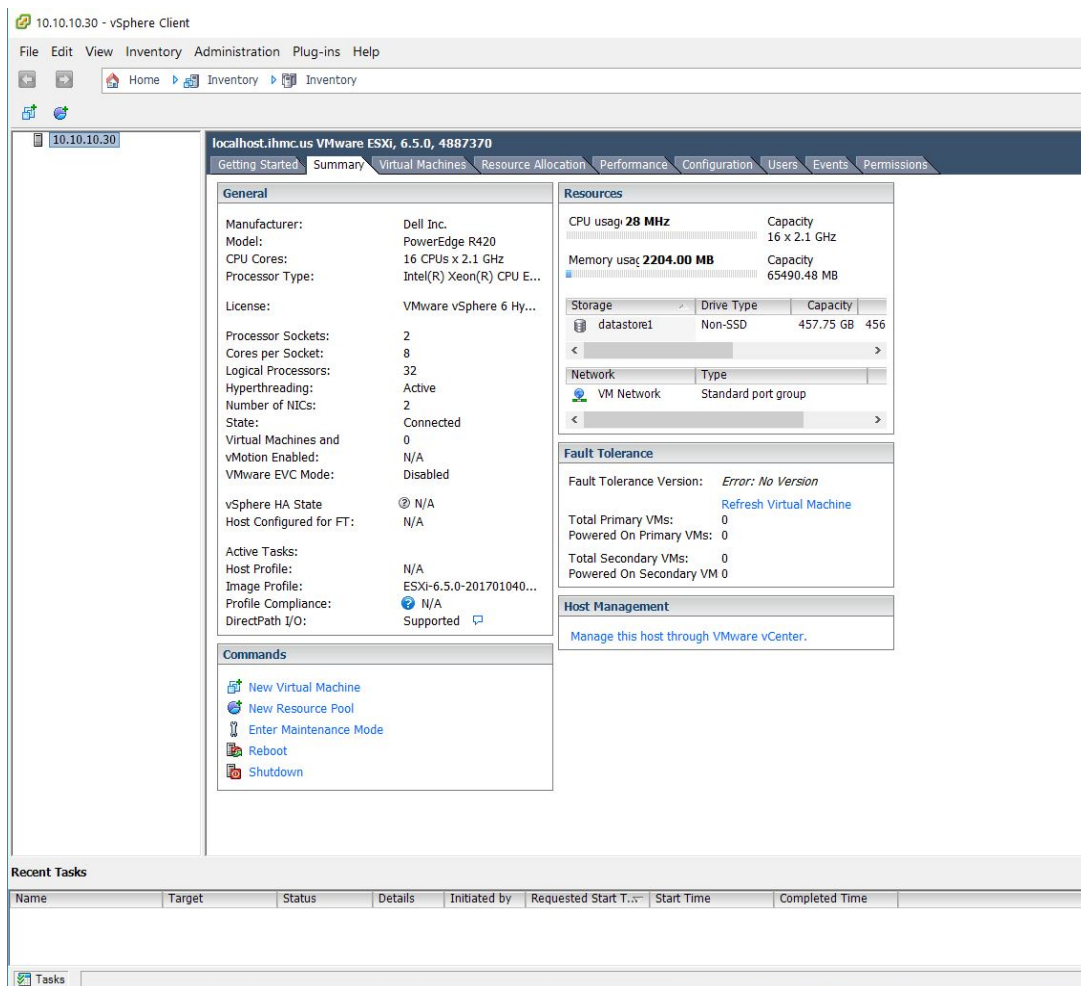 10.10.10.30 - vSphere Client
File Edit View Inventory Administration Plug-ins Help
Home Inventory Inventory
10.10.10.30
localhost.ihmc.us VMware ESXi, 6.5.0, 4887370
Getting Started Summary Virtual Machines Resource Allocation Performance Configuration Users Events Permissions
General
Manufacturer: Dell Inc.
Model: PowerEdge R420
CPU Cores: 16 CPUs x 2.1 GHz
Processor Type: Intel(R) Xeon(R) CPU E...
License: VMware vSphere 6 Hy...
Processor Sockets: 2
Cores per Socket: 8
Logical Processors: 32
Hyperthreading: Active
Number of NICs: 2
State: Connected
Virtual Machines and 0
vMotion Enabled: N/A
VMware EVC Mode: Disabled
vSphere HA State N/A
Host Configured for FT: N/A
Active Tasks:
Host Profile: N/A
Image Profile: ESXi-6.5.0-201701040...
Profile Compliance: N/A
DirectPath I/O: Supported
Commands
New Virtual Machine
New Resource Pool
Enter Maintenance Mode
Reboot
Shutdown
Resources
CPU usag 28 MHz Capacity
16 x 2.1 GHz
Memory usag 2204.00 MB Capacity
65490.48 MB
Storage Drive Type Capacity
datastore1 Non-SSD 457.75 GB 456
Network Type
VM Network Standard port group
Fault Tolerance
Fault Tolerance Version: Error: No Version
Refresh Virtual Machine
Total Primary VMs: 0
Powered On Primary VMs: 0
Total Secondary VMs: 0
Powered On Secondary VM 0
Host Management
Manage this host through VMware vCenter.
Recent Tasks
Name Target Status Details Initiated by Requested Start T... Start Time Completed Time
Tasks